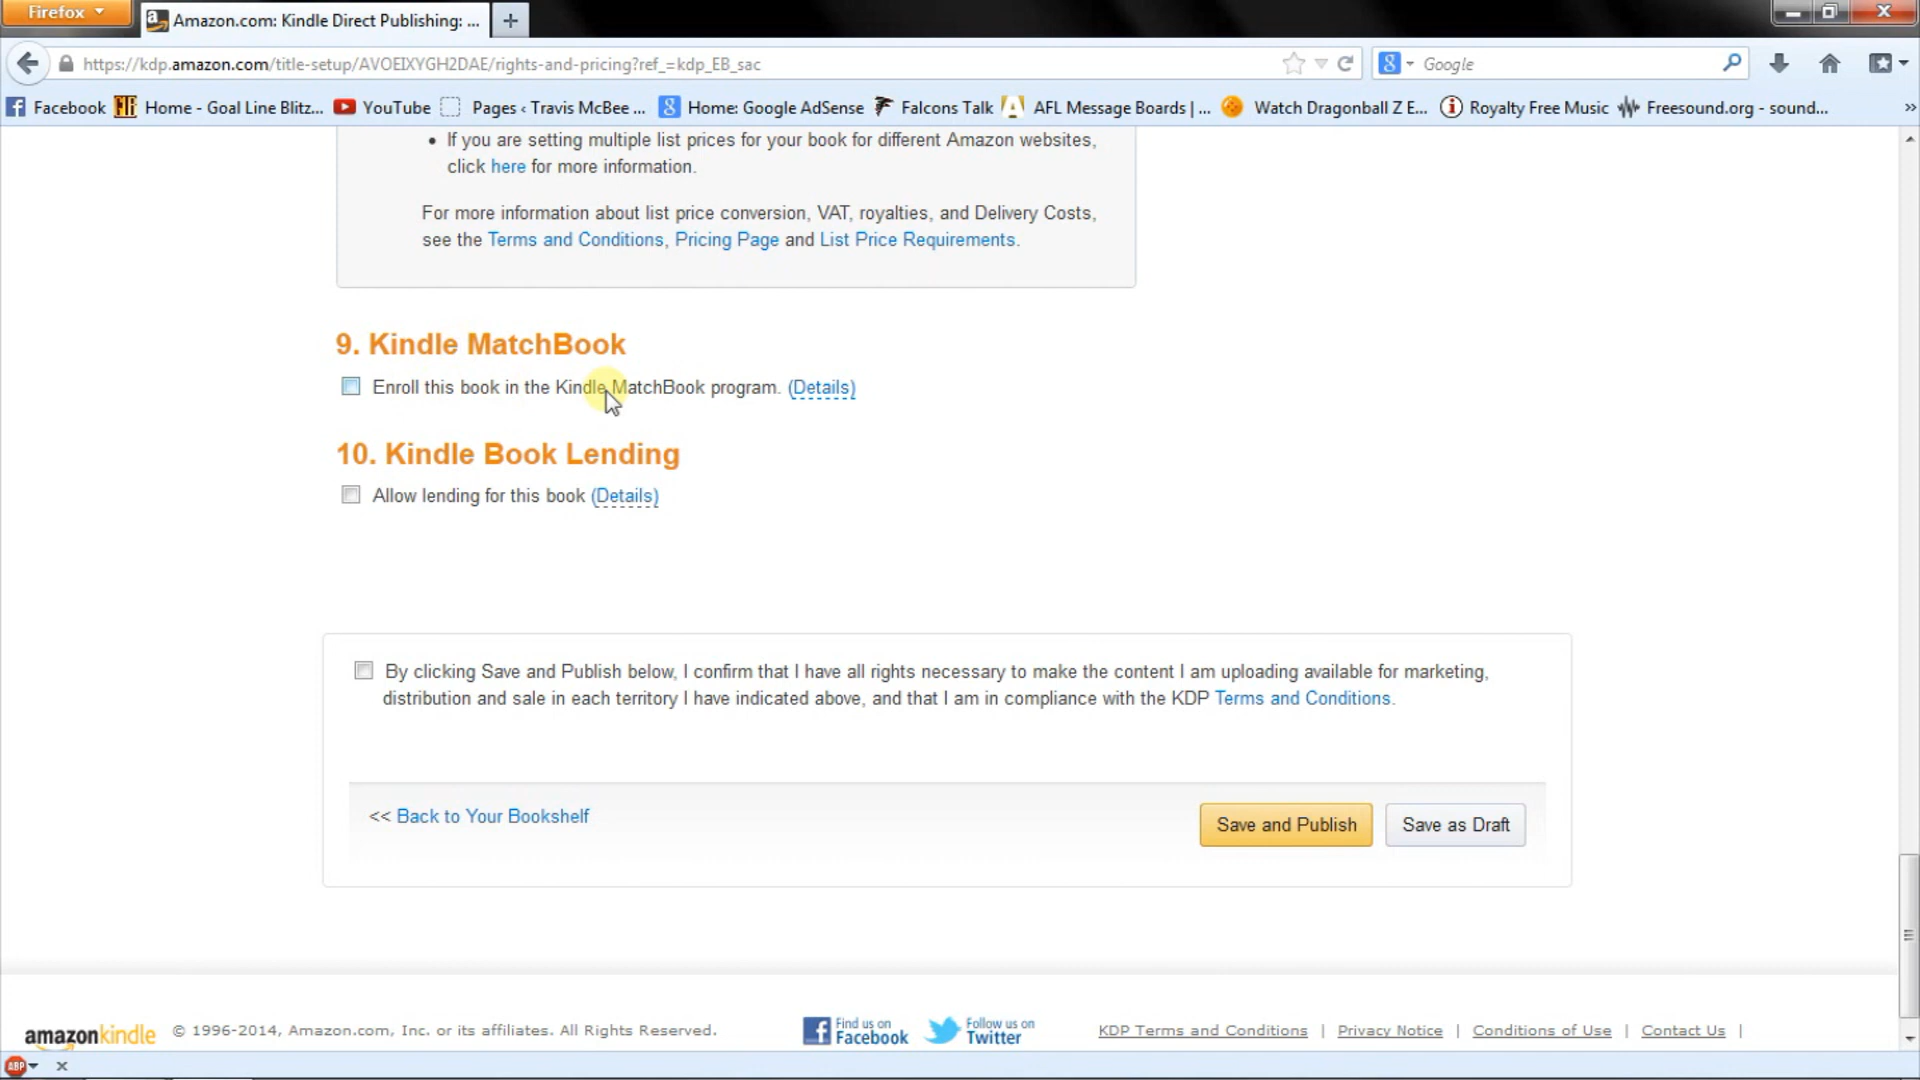 Firefox
Amazon.com: Kindle Direct Publishing: ...
https://kdp.amazon.com/title-setup/AVOEIXYGH2DAE/rights-and-pricing?ref_=kdp_EB_sac
Google
Facebook
Home - Goal Line Blitz...
YouTube
Pages ‹ Travis McBee ...
Home: Google AdSense
Falcons Talk
AFL Message Boards | ...
Watch Dragonball Z E...
Royalty Free Music
Freesound.org - sound...
• If you are setting multiple list prices for your book for different Amazon websites,
click here for more information.
For more information about list price conversion, VAT, royalties, and Delivery Costs,
see the Terms and Conditions, Pricing Page and List Price Requirements.
9. Kindle MatchBook
Enroll this book in the Kindle MatchBook program. (Details)
10. Kindle Book Lending
Allow lending for this book (Details)
By clicking Save and Publish below, I confirm that I have all rights necessary to make the content I am uploading available for marketing,
distribution and sale in each territory I have indicated above, and that I am in compliance with the KDP Terms and Conditions.
<< Back to Your Bookshelf
Save and Publish
Save as Draft
amazonkindle
© 1996-2014, Amazon.com, Inc. or its affiliates. All Rights Reserved.
Find us on
Facebook
Follow us on
Twitter
KDP Terms and Conditions | Privacy Notice | Conditions of Use | Contact Us |
ABP